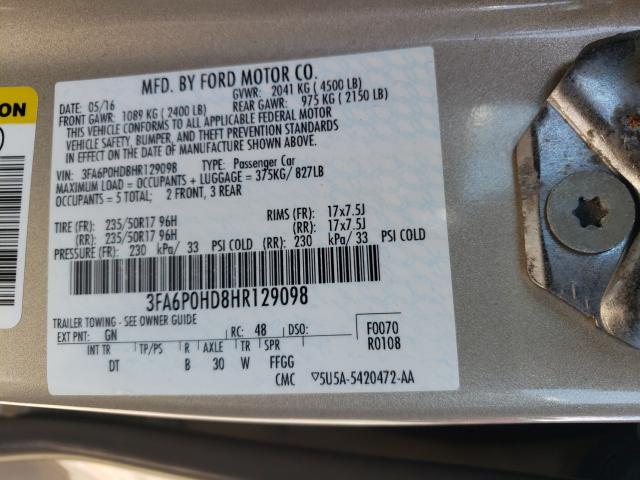 ON
MFD. BY FORD MOTOR CO.
DATE: 05/16 GVWR: 2041 KG (4500 LB)
FRONT GAWR: 1089 KG (2400 LB) REAR GAWR: 975 KG (2150 LB)
THIS VEHICLE CONFORMS TO ALL APPLICABLE FEDERAL MOTOR
VEHICLE SAFETY, BUMPER, AND THEFT PREVENTION STANDARDS
IN EFFECT ON THE DATE OF MANUFACTURE SHOWN ABOVE.
VIN: 3FA6P0HD8HR129098 TYPE: Passenger Car
MAXIMUM LOAD = OCCUPANTS + LUGGAGE = 375KG/ 827LB
OCCUPANTS = 5 TOTAL; 2 FRONT, 3 REAR
TIRE (FR): 235/50R17 96H RIMS (FR): 17x7.5J
(RR): 235/50R17 96H (RR): 17x7.5J
PRESSURE (FR): 230 kPa/ 33 PSI COLD (RR): 230 kPa/ 33 PSI COLD
3FA6P0HD8HR129098
TRAILER TOWING - SEE OWNER GUIDE
EXT PNT: GN RC: 48 DSO: F0070
INT TR TP/PS R AXLE TR SPR R0108
DT B 30 W FFGG
CMC ▽5U5A-5420472-AA